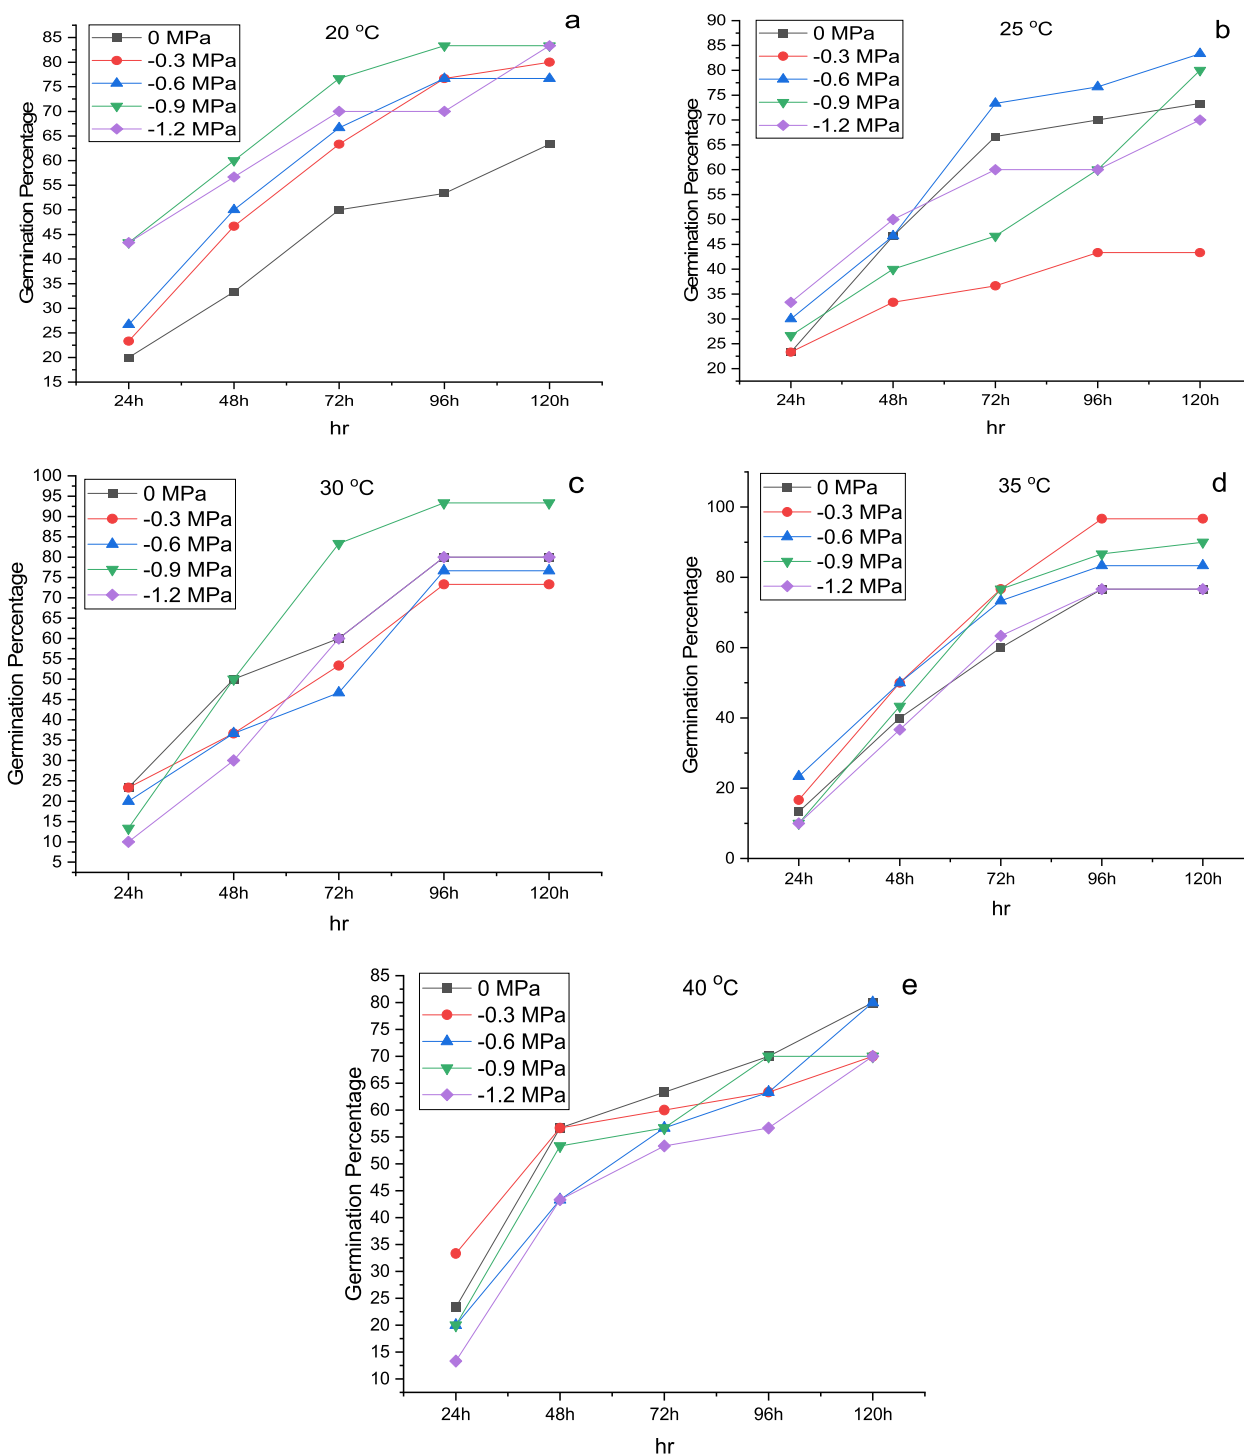 a
20 °C
0 MPa
-0.3 MPa
-0.6 MPa
-0.9 MPa
-1.2 MPa
Germination Percentage
85
80
75
70
65
60
55
50
45
40
35
30
25
20
15
24h 48h 72h 96h 120h
hr
b
25 °C
0 MPa
-0.3 MPa
-0.6 MPa
-0.9 MPa
-1.2 MPa
Germination Percentage
90
85
80
75
70
65
60
55
50
45
40
35
30
25
20
24h 48h 72h 96h 120h
hr
c
30 °C
0 MPa
-0.3 MPa
-0.6 MPa
-0.9 MPa
-1.2 MPa
Germination Percentage
100
95
90
85
80
75
70
65
60
55
50
45
40
35
30
25
20
15
10
5
24h 48h 72h 96h 120h
hr
d
35 °C
0 MPa
-0.3 MPa
-0.6 MPa
-0.9 MPa
-1.2 MPa
Germination Percentage
100
80
60
40
20
0
24h 48h 72h 96h 120h
hr
e
40 °C
0 MPa
-0.3 MPa
-0.6 MPa
-0.9 MPa
-1.2 MPa
Germination Percentage
85
80
75
70
65
60
55
50
45
40
35
30
25
20
15
10
24h 48h 72h 96h 120h
hr